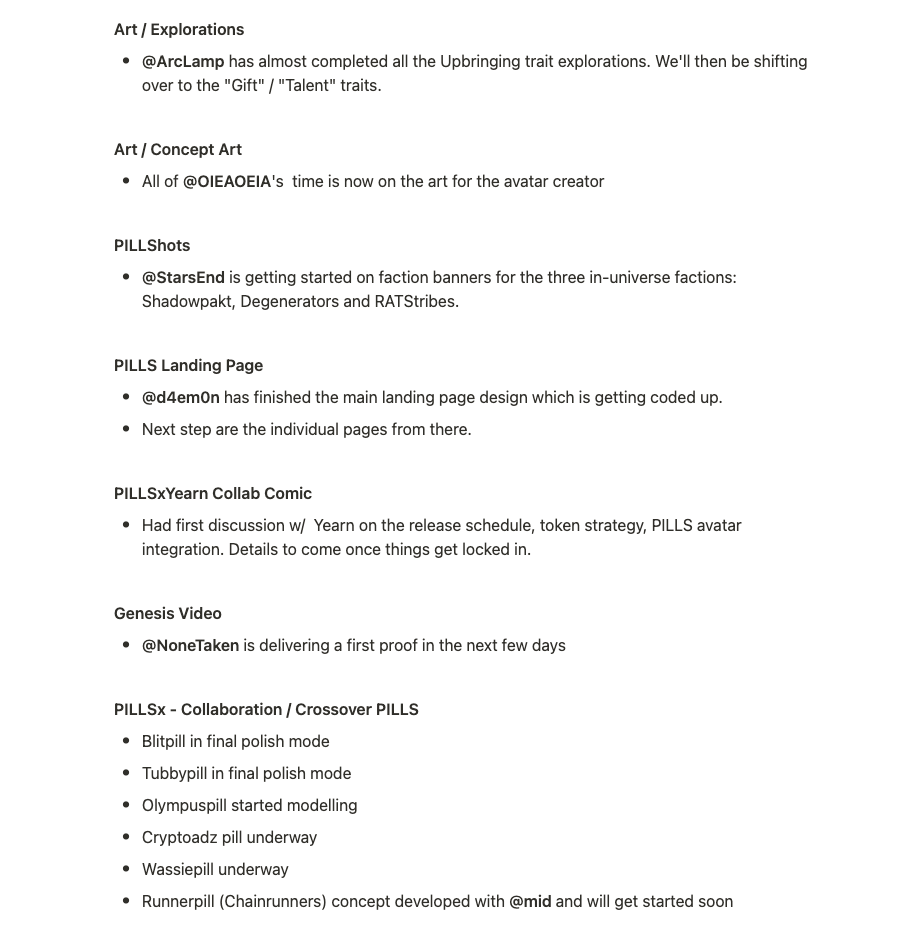 Art / Explorations
@ArcLamp has almost completed all the Upbringing trait explorations. We'll then be shifting
over to the "Gift" / "Talent" traits.
Art / Concept Art
All of @OIEAOEIA's  time is now on the art for the avatar creator
PILLShots
@StarsEnd is getting started on faction banners for the three in-universe factions:
Shadowpakt, Degenerators and RATStribes.
PILLS Landing Page
@d4em0n has finished the main landing page design which is getting coded up.
Next step are the individual pages from there.
PILLSxYearn Collab Comic
Had first discussion w/  Yearn on the release schedule, token strategy, PILLS avatar
integration. Details to come once things get locked in.
Genesis Video
@NoneTaken is delivering a first proof in the next few days
PILLSx - Collaboration / Crossover PILLS
Blitpill in final polish mode
Tubbypill in final polish mode
Olympuspill started modelling
Cryptoadz pill underway
Wassiepill underway
Runnerpill (Chainrunners) concept developed with @mid and will get started soon